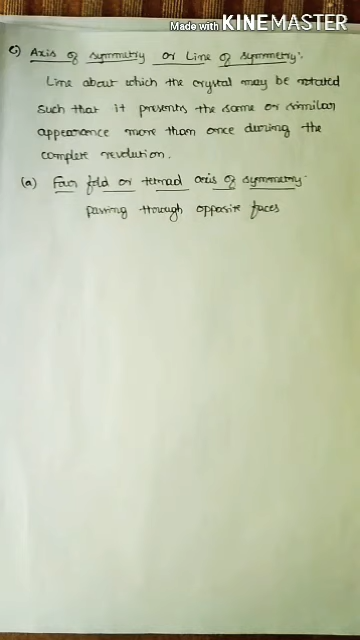 Made with KINEMASTER
c) Axis of symmetry or Line of symmetry:
Line about which the crystal may be rotated
such that it presents the same or similar
appearance more than once during the
complete revolution.
(a) Four fold or tetrad axis of symmetry-
passing through opposite faces